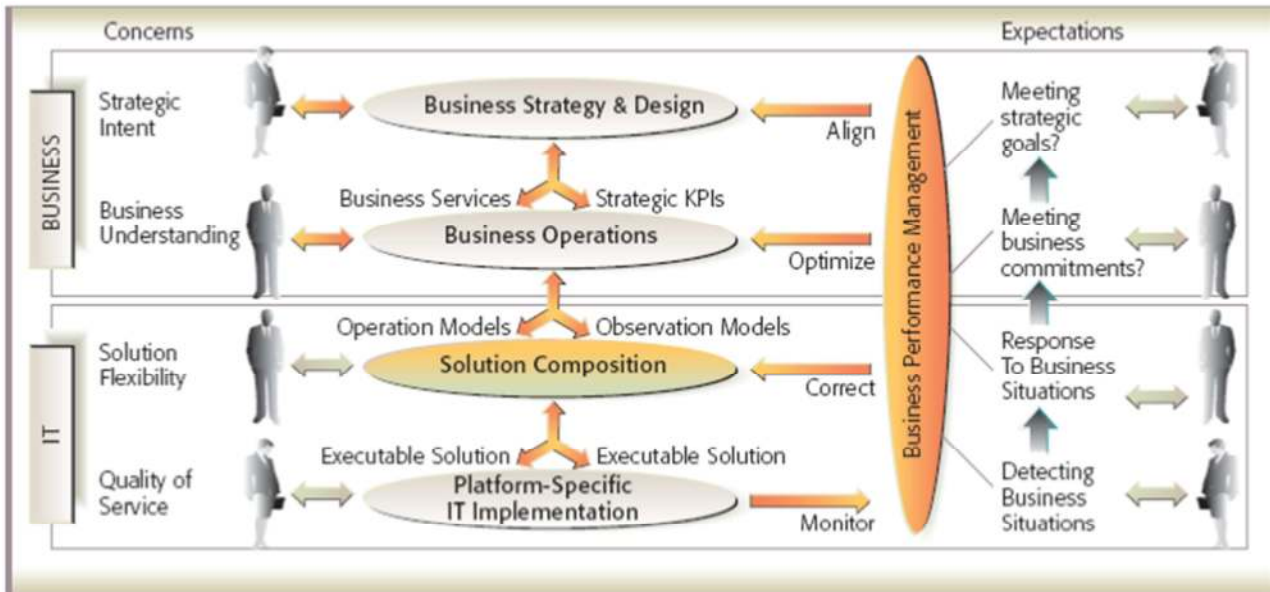 Concerns
Expectations
BUSINESS
Strategic
Intent
Business Strategy & Design
Align
Meeting
strategic
goals?
Business Services
Strategic KPIs
Business
Understanding
Business Operations
Optimize
Meeting
business
commitments?
Business Performance Management
IT
Operation Models
Observation Models
Solution
Flexibility
Solution Composition
Correct
Response
To Business
Situations
Executable Solution
Executable Solution
Quality of
Service
Platform-Specific
IT Implementation
Monitor
Detecting
Business
Situations